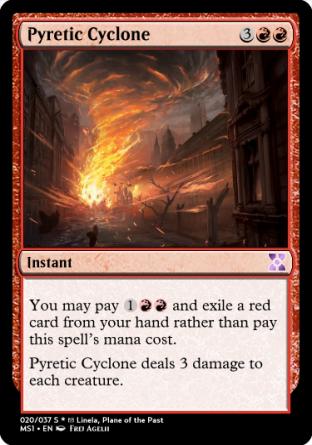 Pyretic Cyclone 3
Instant
You may pay 1 and exile a red
card from your hand rather than pay
this spell's mana cost.
Pyretic Cyclone deals 3 damage to
each creature.
020/037 S * Linela, Plane of the Past
MS1 • EN Frei Agelii